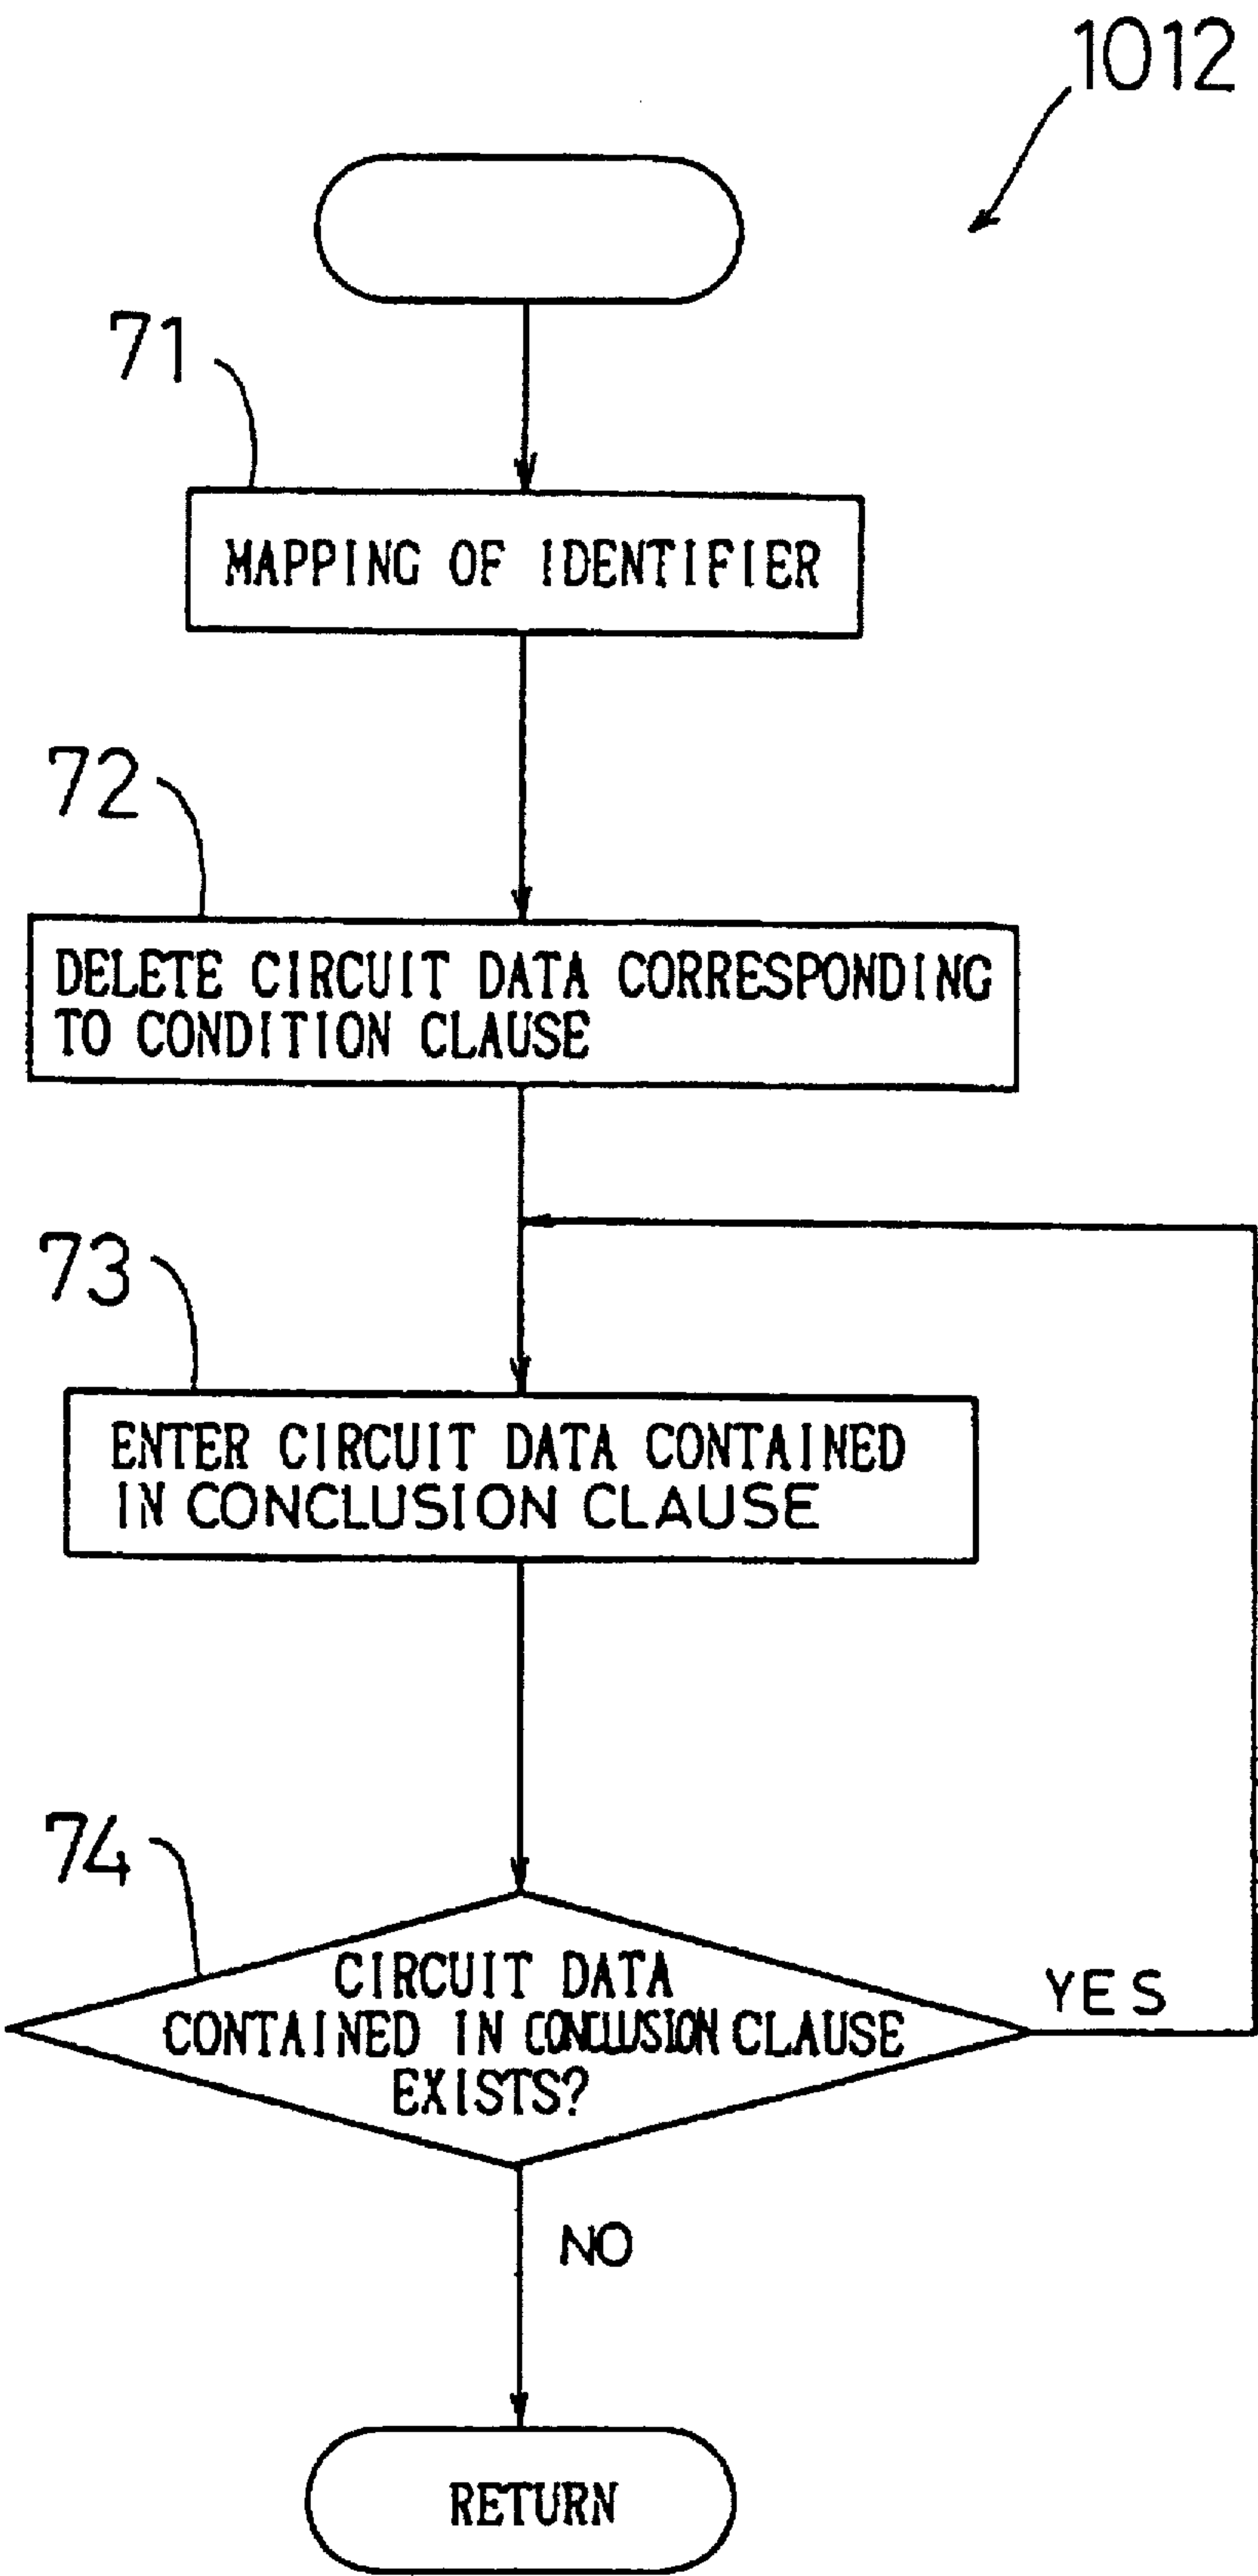 1012
71
MAPPING OF IDENTIFIER
72
DELETE CIRCUIT DATA CORRESPONDING
TO CONDITION CLAUSE
73
ENTER CIRCUIT DATA CONTAINED
IN CONCLUSION CLAUSE
74
CIRCUIT DATA
CONTAINED IN CONCLUSION CLAUSE
EXISTS?
YES
NO
RETURN